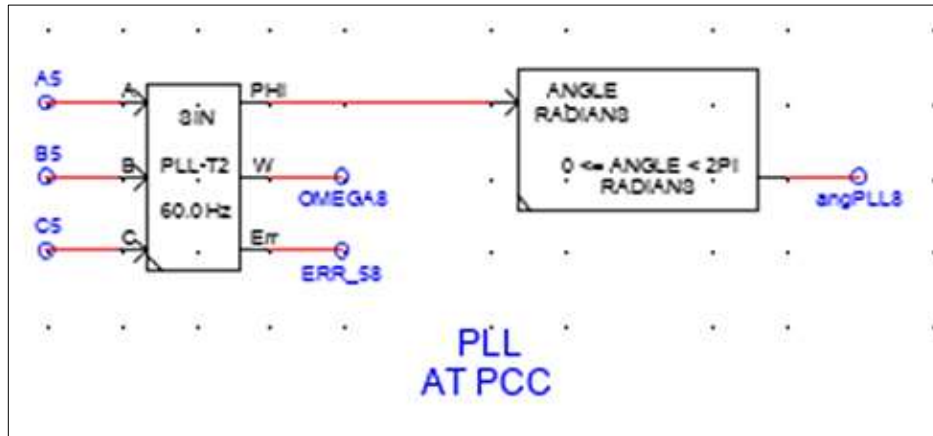 A5
A
PHI
SIN
B5
B
PLL-T2
W
OMEGA8
60.0 Hz
C5
C
Err
ERR_58
ANGLE
RADIANS
0 <= ANGLE < 2PI
RADIANS
angPLL8
PLL
AT PCC